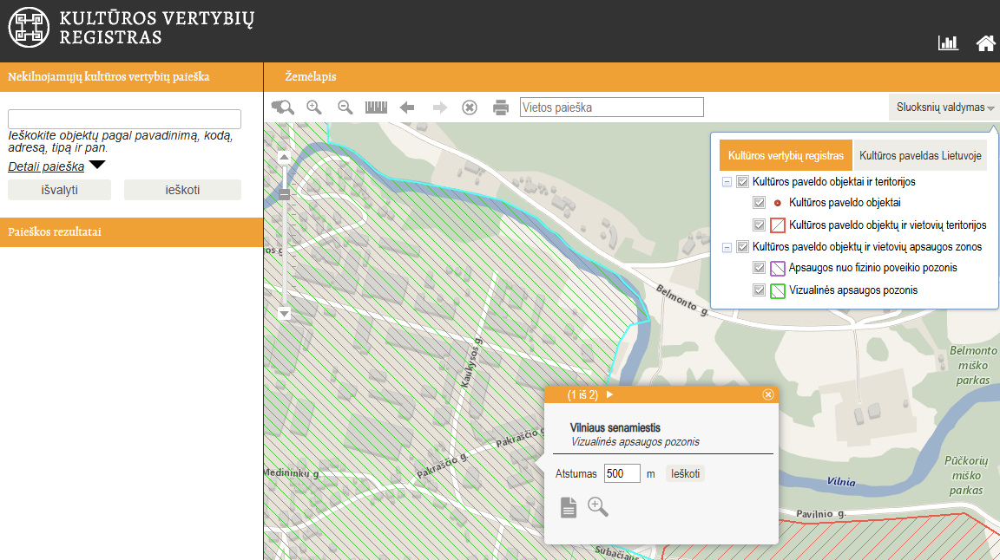 KULTŪROS VERTYBIŲ
REGISTRAS
Nekilnojamųjų kultūros vertybių paieška
Žemėlapis
Vietos paieška
Sluoksnių valdymas
Ieškokite objektų pagal pavadinimą, kodą,
adresą, tipą ir pan.
Detali paieška
išvalyti
ieškoti
Paieškos rezultatai
Kultūros vertybių registras
Kultūros paveldas Lietuvoje
Kultūros paveldo objektai ir teritorijos
Kultūros paveldo objektai
Kultūros paveldo objektų ir vietovių teritorijos
Kultūros paveldo objektų ir vietovių apsaugos zonos
Apsaugos nuo fizinio poveikio pozonis
Vizualinės apsaugos pozonis
os g.
Belmonto g.
Kaukysos g.
Belmonto
miško
parkas
(1 iš 2)
Vilniaus senamiestis
Vizualinės apsaugos pozonis
Atstumas
500
m
Ieškoti
Pakraščio g.
Pakraščio g.
Medininkų g.
Pūčkorių
miško
parkas
Vilnia
Pavilnio g.
Subačiaus